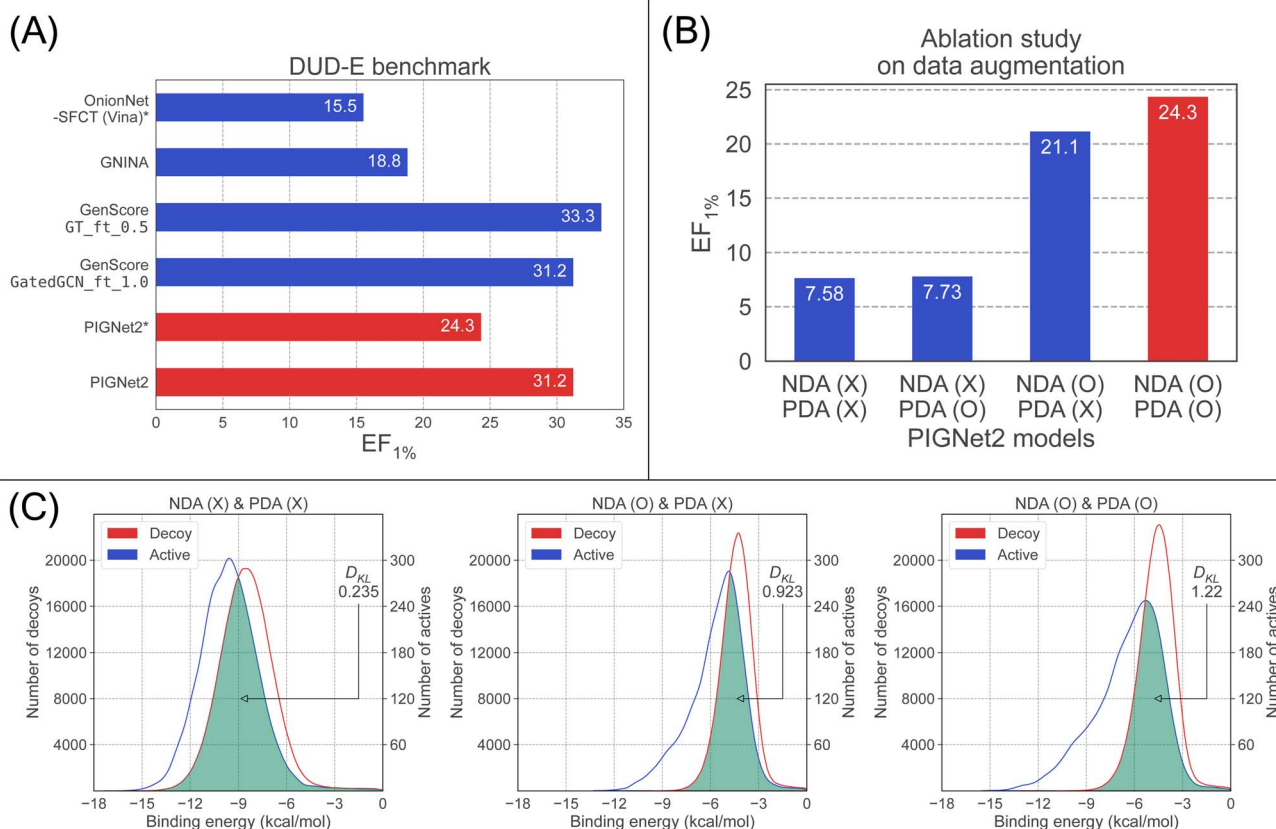 (A)
DUD-E benchmark
OnionNet
-SFCT (Vina)*
15.5
GNINA
18.8
GenScore
GT_ft_0.5
33.3
GenScore
GatedGCN_ft_1.0
31.2
PIGNet2*
24.3
PIGNet2
31.2
0 5 10 15 20 25 30 35
EF1%
(B)
Ablation study
on data augmentation
EF1%
25
20
15
10
5
0
7.58
7.73
21.1
24.3
NDA (X) NDA (X) NDA (O) NDA (O)
PDA (X) PDA (O) PDA (X) PDA (O)
PIGNet2 models
(C)
NDA (X) & PDA (X)
Decoy
Active
Number of decoys
20000
16000
12000
8000
4000
DKL
0.235
300
240
180
120
60
Number of actives
−18 −15 −12 −9 −6 −3 0
Binding energy (kcal/mol)
NDA (O) & PDA (X)
Decoy
Active
Number of decoys
20000
16000
12000
8000
4000
DKL
0.923
300
240
180
120
60
Number of actives
−18 −15 −12 −9 −6 −3 0
Binding energy (kcal/mol)
NDA (O) & PDA (O)
Decoy
Active
Number of decoys
20000
16000
12000
8000
4000
DKL
1.22
300
240
180
120
60
Number of actives
−18 −15 −12 −9 −6 −3 0
Binding energy (kcal/mol)